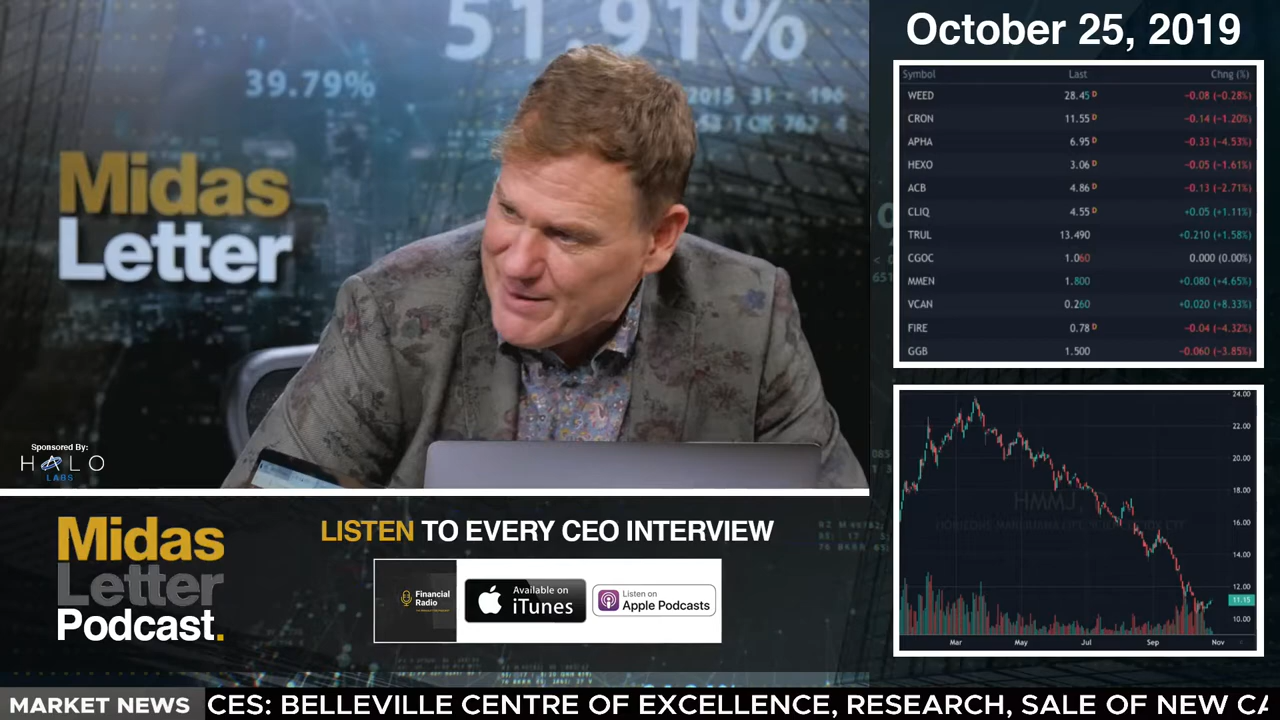 51.91%
39.79%
2015 31 - 196
Midas
Letter
Sponsored By:
HALO
LABS
Midas
Letter
Podcast.
LISTEN TO EVERY CEO INTERVIEW
Financial
Radio
Available on
iTunes
Listen on
Apple Podcasts
October 25, 2019
Symbol Last Chng (%)
WEED 28.45 D −0.08 (−0.28%)
CRON 11.55 D −0.14 (−1.20%)
APHA 6.95 D −0.33 (−4.53%)
HEXO 3.06 D −0.05 (−1.61%)
ACB 4.86 D −0.13 (−2.71%)
CLIQ 4.55 D +0.05 (+1.11%)
TRUL 13.490 +0.210 (+1.58%)
CGOC 1.060 0.000 (0.00%)
MMEN 1.800 +0.080 (+4.65%)
VCAN 0.260 +0.020 (+8.33%)
FIRE 0.78 D −0.04 (−4.32%)
GGB 1.500 −0.060 (−3.85%)
24.00
22.00
20.00
18.00
16.00
14.00
12.00
11.15
10.00
HMMJ
Mar May Jul Sep Nov
MARKET NEWS CES: BELLEVILLE CENTRE OF EXCELLENCE, RESEARCH, SALE OF NEW CA